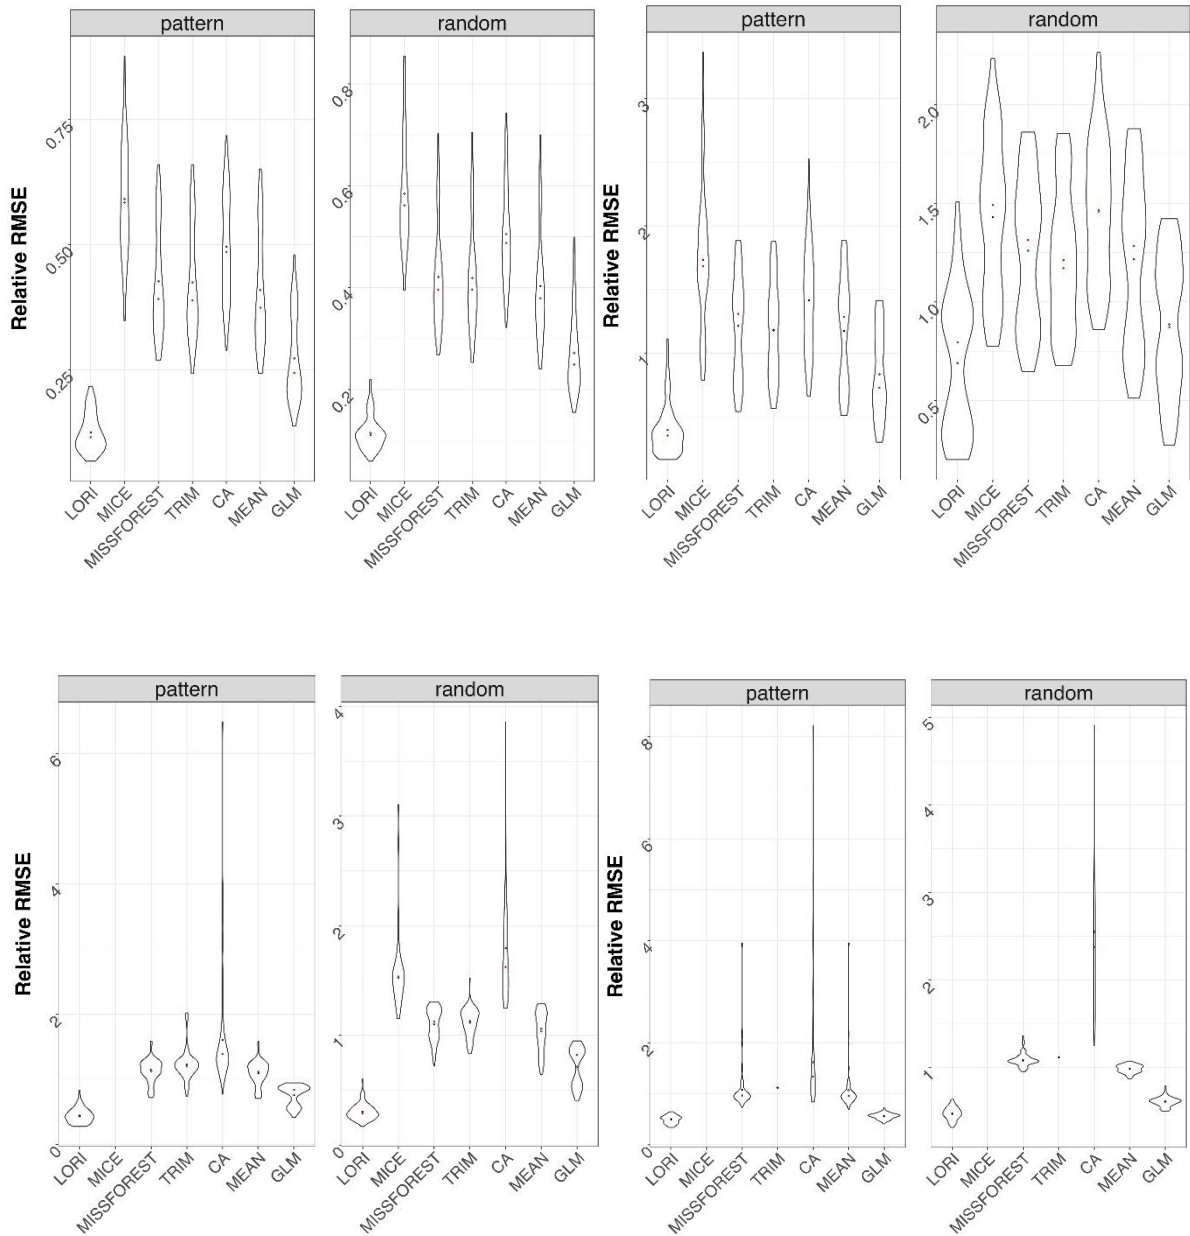 pattern
random
Relative RMSE
0.75
0.50
0.25
0.8
0.6
0.4
0.2
LORI
MICE
MISSFOREST
TRIM
CA
MEAN
GLM
LORI
MICE
MISSFOREST
TRIM
CA
MEAN
GLM
pattern
random
Relative RMSE
3
2
1
2.0
1.5
1.0
0.5
LORI
MICE
MISSFOREST
TRIM
CA
MEAN
GLM
LORI
MICE
MISSFOREST
TRIM
CA
MEAN
GLM
pattern
random
Relative RMSE
6
4
2
0
4
3
2
1
0
LORI
MICE
MISSFOREST
TRIM
CA
MEAN
GLM
LORI
MICE
MISSFOREST
TRIM
CA
MEAN
GLM
pattern
random
Relative RMSE
8
6
4
2
0
5
4
3
2
1
LORI
MICE
MISSFOREST
TRIM
CA
MEAN
GLM
LORI
MICE
MISSFOREST
TRIM
CA
MEAN
GLM